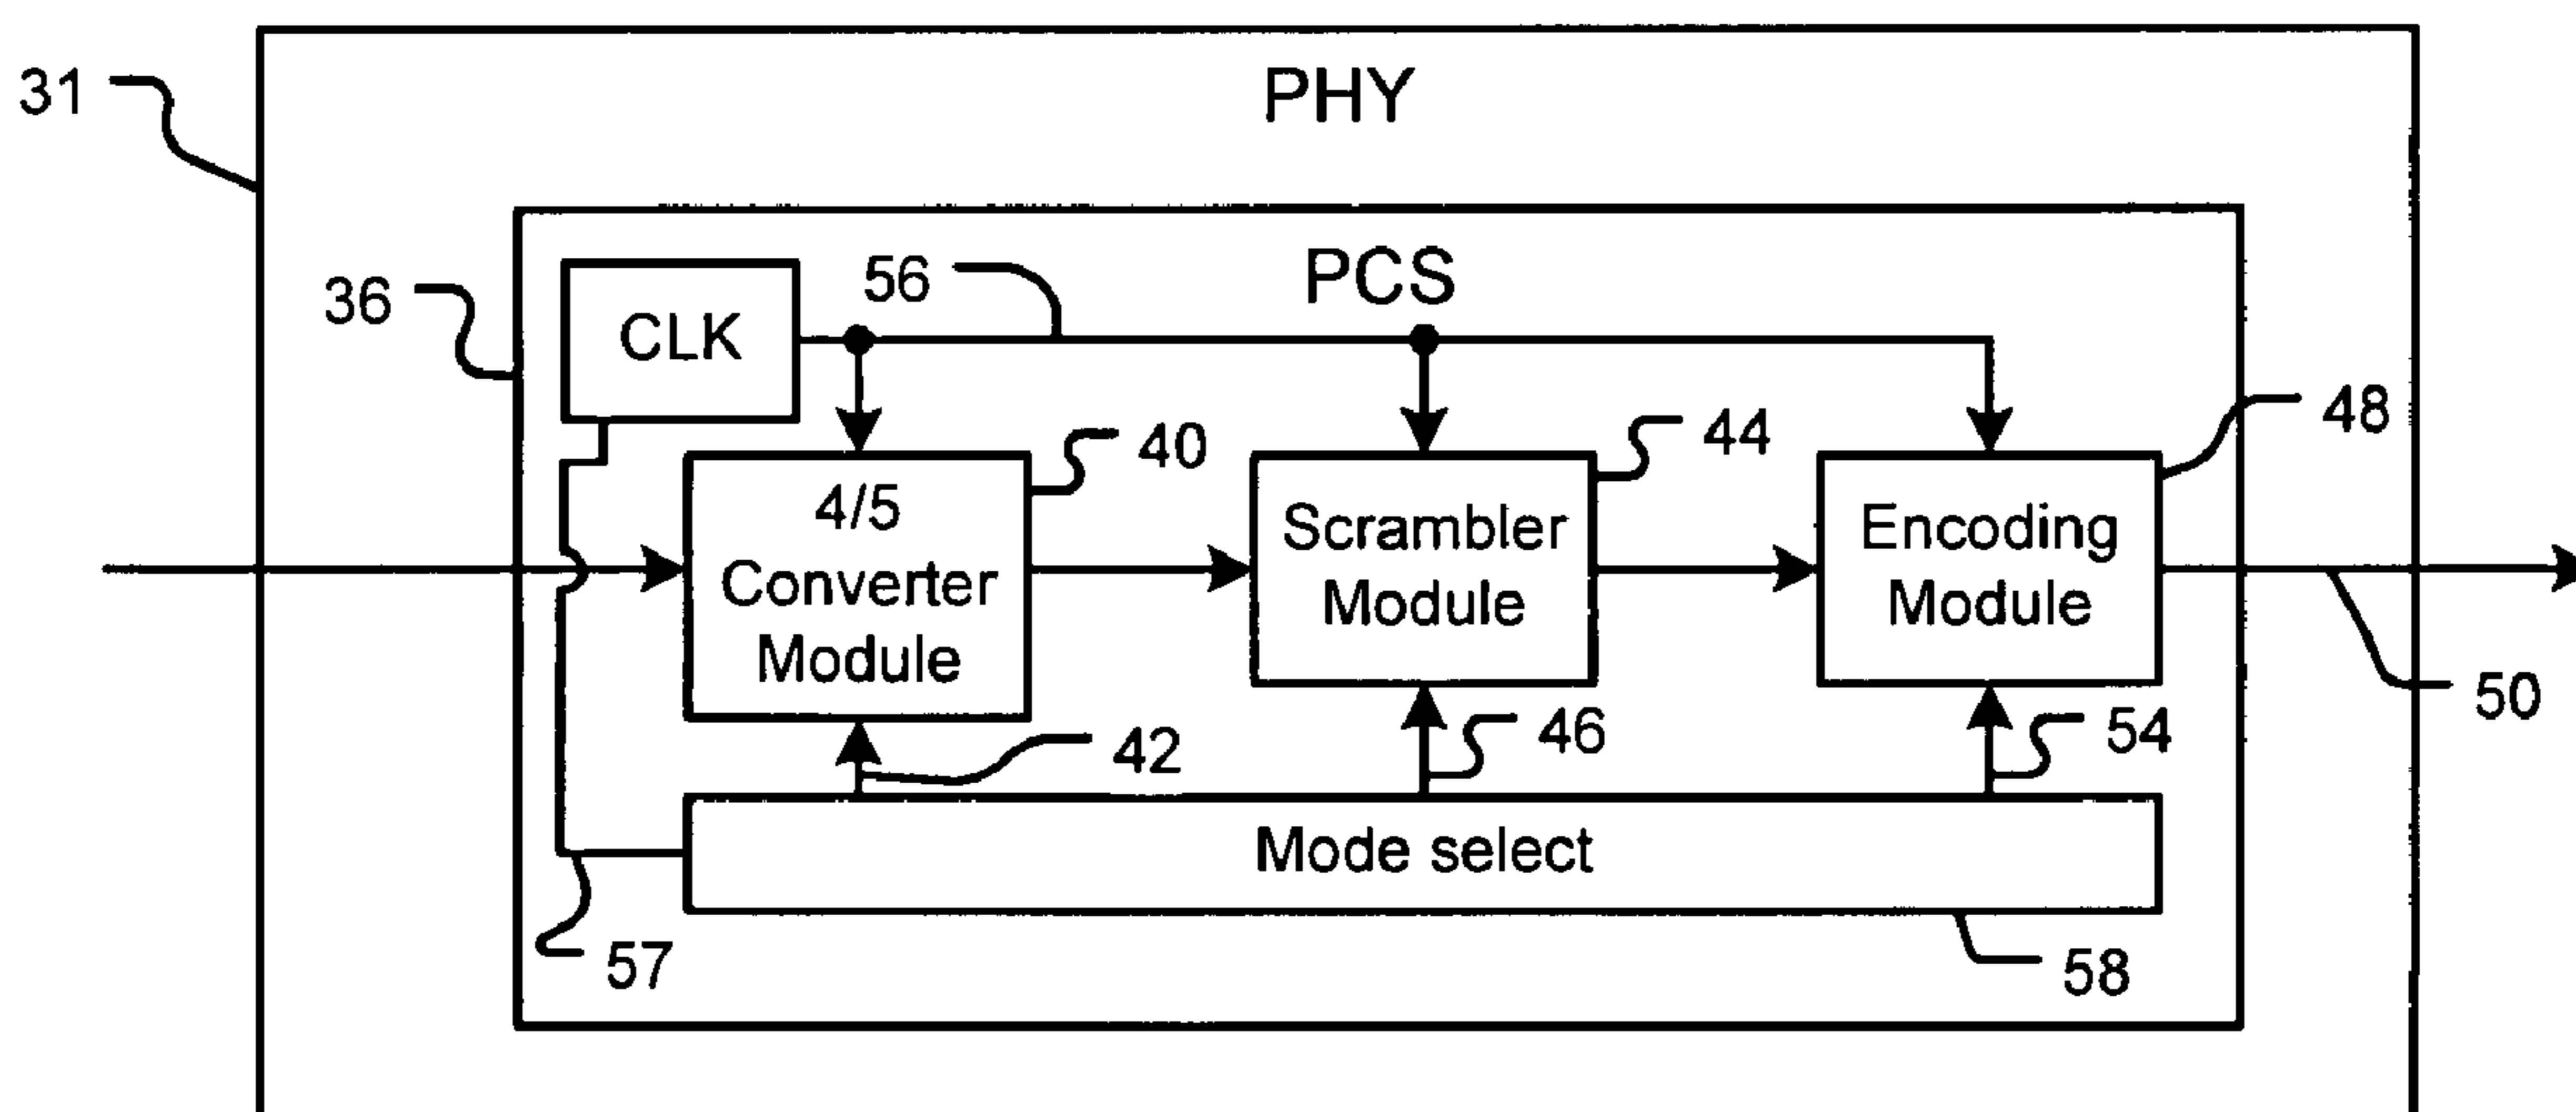 PHY
31
PCS
56
36
CLK
48
44
40
4/5
Converter
Module
Scrambler
Module
Encoding
Module
50
42
46
54
Mode select
57
58